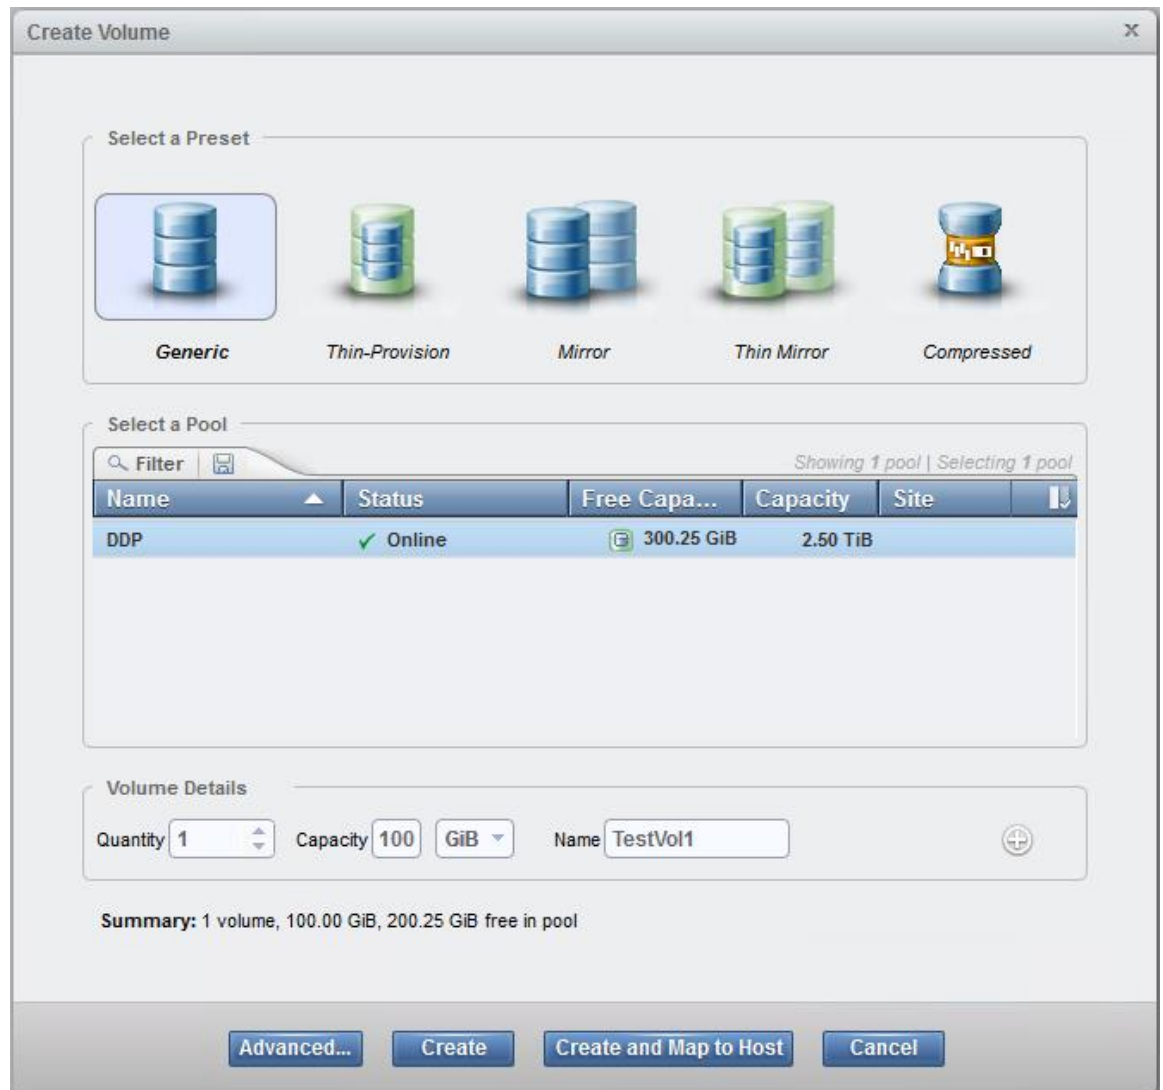 Create Volume x
Select a Preset
Generic Thin-Provision Mirror Thin Mirror Compressed
Select a Pool
Filter Showing 1 pool | Selecting 1 pool
Name Status Free Capa... Capacity Site
DDP Online 300.25 GiB 2.50 TiB
Volume Details
Quantity 1 Capacity 100 GiB Name TestVol1
Summary: 1 volume, 100.00 GiB, 200.25 GiB free in pool
Advanced... Create Create and Map to Host Cancel